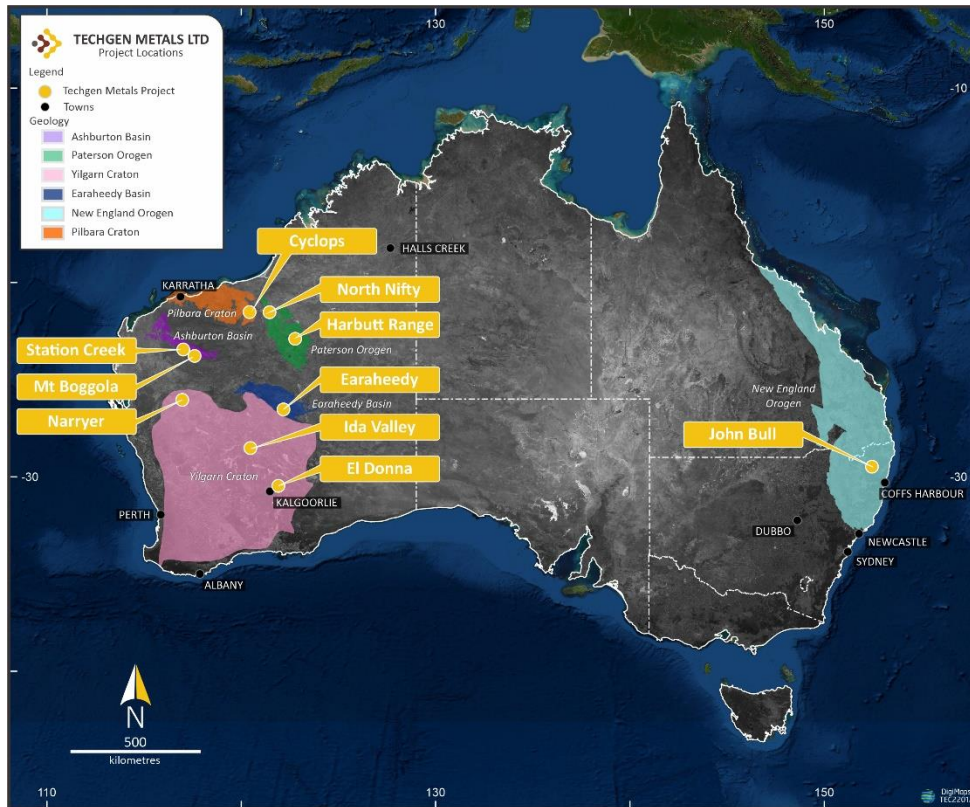 TECHGEN METALS LTD
Project Locations
Legend
Techgen Metals Project
Towns
Geology
Ashburton Basin
Paterson Orogen
Yilgarn Craton
Earaheedy Basin
New England Orogen
Pilbara Craton
130
150
-10
-10
Cyclops
HALLS CREEK
KARRATHA
North Nifty
Pilbara Craton
Harbutt Range
Ashburton Basin
Station Creek
Paterson Orogen
Mt Boggola
Earaheedy
New England
Orogen
Narryer
Earaheedy Basin
Ida Valley
John Bull
El Donna
-30
Yilgarn Craton
-30
KALGOORLIE
COFFS HARBOUR
PERTH
DUBBO
NEWCASTLE
SYDNEY
ALBANY
N
500
kilometres
110
130
150
DigiMaps